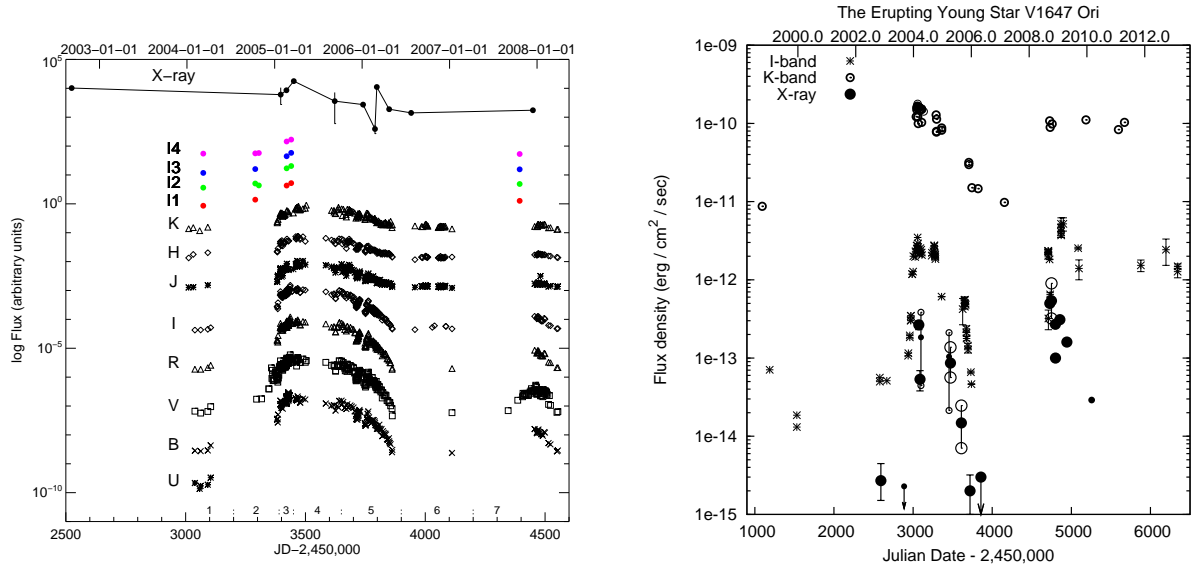 2003-01-01 2004-01-01 2005-01-01 2006-01-01 2007-01-01 2008-01-01
10^5
X-ray
I4
I3
I2
I1
10^0
K
H
J
I
10^-5
R
V
B
U
10^-10
1 2 3 4 5 6 7
2500 3000 3500 4000 4500
JD-2,450,000
log Flux (arbitrary units)
The Erupting Young Star V1647 Ori
2000.0 2002.0 2004.0 2006.0 2008.0 2010.0 2012.0
1e-09
I-band
K-band
X-ray
1e-10
1e-11
1e-12
1e-13
1e-14
1e-15
1000 2000 3000 4000 5000 6000
Julian Date - 2,450,000
Flux density (erg / cm^2 / sec)